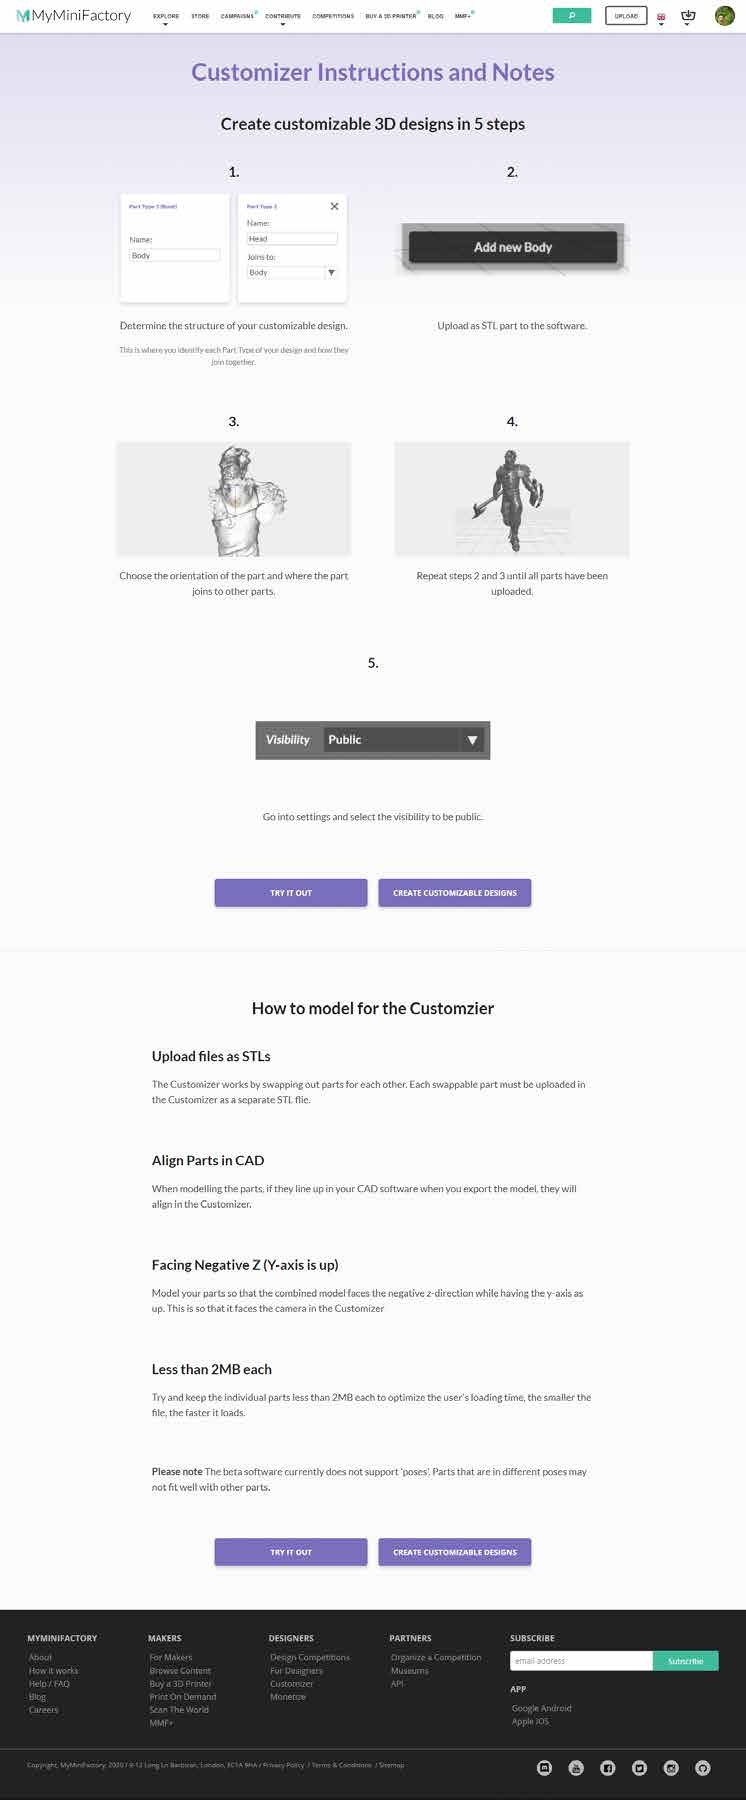 MyMiniFactory
EXPLORE STORE CAMPAIGNS CONTRIBUTE COMPETITIONS BUY A 3D PRINTER BLOG MMF+ UPLOAD
Customizer Instructions and Notes
Create customizable 3D designs in 5 steps
1.
Part Type 1 (Root)
Name:
Body
Part Type 2
Name:
Head
Joins to:
Body
Determine the structure of your customizable design.
This is where you identify each Part Type of your design and how they
join together.
2.
Add new Body
Upload as STL part to the software.
3.
Choose the orientation of the part and where the part
joins to other parts.
4.
Repeat steps 2 and 3 until all parts have been
uploaded.
5.
Visibility Public
Go into settings and select the visibility to be public.
TRY IT OUT CREATE CUSTOMIZABLE DESIGNS
How to model for the Customzier
Upload files as STLs
The Customizer works by swapping out parts for each other. Each swappable part must be uploaded in
the Customizer as a separate STL flie.
Align Parts in CAD
When modelling the parts, if they line up in your CAD software when you export the model, they will
align in the Customizer.
Facing Negative Z (Y-axis is up)
Model your parts so that the combined model faces the negative z-direction while having the y-axis as
up. This is so that it faces the camera in the Customizer
Less than 2MB each
Try and keep the individual parts less than 2MB each to optimize the user's loading time, the smaller the
file, the faster it loads.
Please note The beta software currently does not support 'poses'. Parts that are in different poses may
not fit well with other parts.
TRY IT OUT CREATE CUSTOMIZABLE DESIGNS
MYMINIFACTORY
About
How it works
Help / FAQ
Blog
Careers
MAKERS
For Makers
Browse Content
Buy a 3D Printer
Print On Demand
Scan The World
MMF+
DESIGNERS
Design Competitions
For Designers
Customizer
Monetize
PARTNERS
Organize a Competition
Museums
API
SUBSCRIBE
email address Subscribe
APP
Google Android
Apple iOS
Copyright, MyMiniFactory, 2020 / 9-12 Long Ln Barbican, London, EC1A 9HA / Privacy Policy / Terms & Conditions / Sitemap